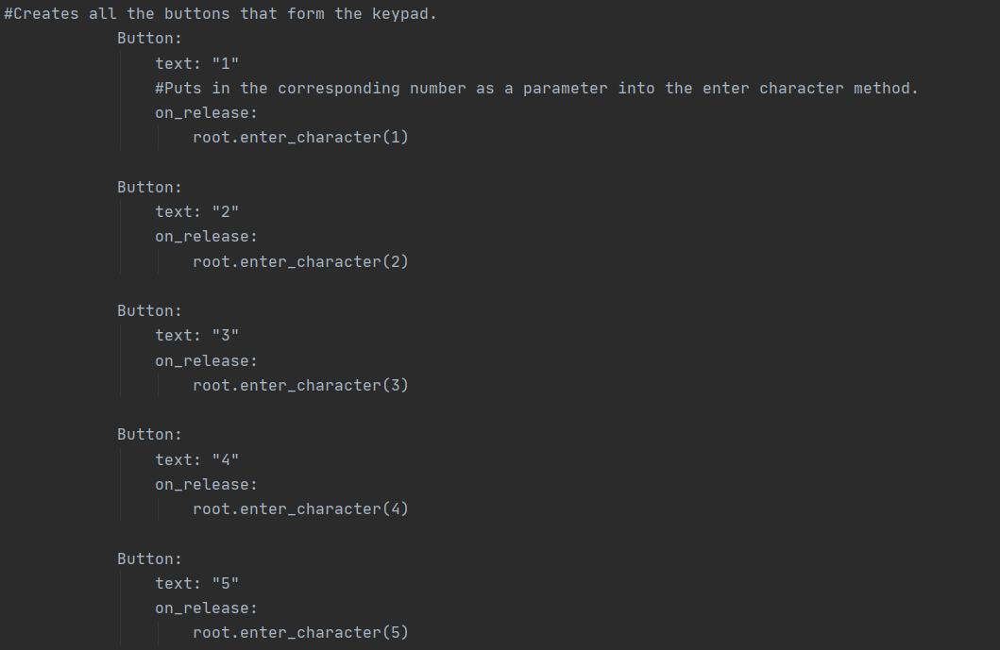 #Creates all the buttons that form the keypad.
Button:
text: "1"
#Puts in the corresponding number as a parameter into the enter character method.
on_release:
root.enter_character(1)
Button:
text: "2"
on_release:
root.enter_character(2)
Button:
text: "3"
on_release:
root.enter_character(3)
Button:
text: "4"
on_release:
root.enter_character(4)
Button:
text: "5"
on_release:
root.enter_character(5)